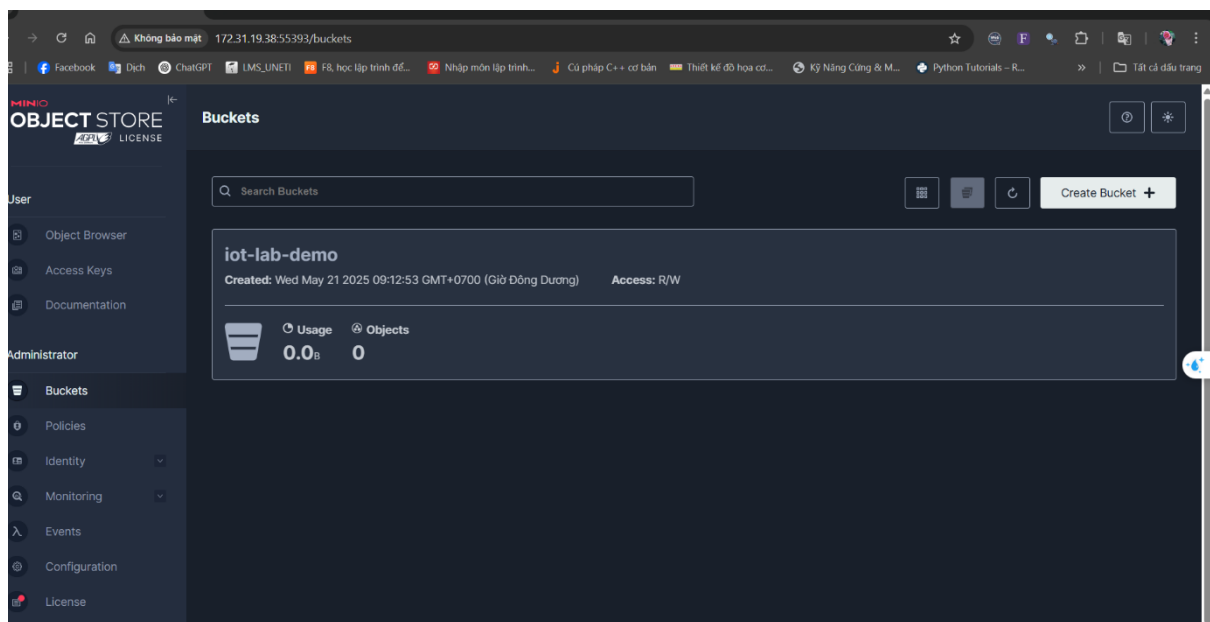 Không bảo mật 172.31.19.38:55393/buckets
Facebook Dịch ChatGPT LMS_UNETI F8, học lập trình để... Nhập môn lập trình... Cú pháp C++ cơ bản Thiết kế đồ họa cơ... Kỹ Năng Cứng & M... Python Tutorials – R... » Tất cả dấu trang
MINIO
OBJECT STORE
AGPLv3 LICENSE
Buckets
Search Buckets
Create Bucket +
User
Object Browser
Access Keys
Documentation
iot-lab-demo
Created: Wed May 21 2025 09:12:53 GMT+0700 (Giờ Đông Dương) Access: R/W
Usage Objects
0.0B 0
Administrator
Buckets
Policies
Identity
Monitoring
Events
Configuration
License